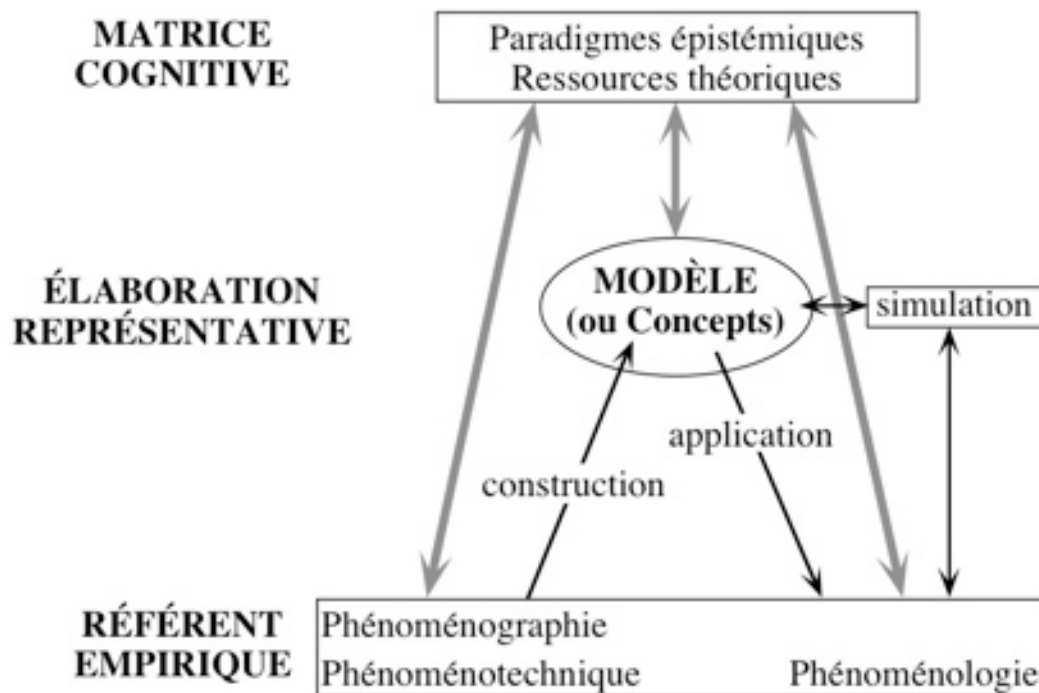 MATRICE
COGNITIVE
Paradigmes épistémiques
Ressources théoriques
ÉLABORATION
REPRÉSENTATIVE
MODÈLE
(ou Concepts)
simulation
application
construction
RÉFÉRENT
EMPIRIQUE
Phénoménographie
Phénoménotechnique
Phénoménologie